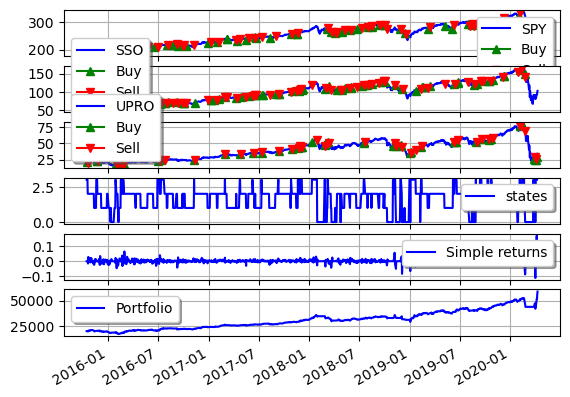 300
200
SPY
Buy
SSO
Buy
Sell
150
100
50
UPRO
Buy
Sell
75
50
25
2.5
0.0
states
0.1
0.0
−0.1
Simple returns
50000
25000
Portfolio
2016-01
2016-07
2017-01
2017-07
2018-01
2018-07
2019-01
2019-07
2020-01